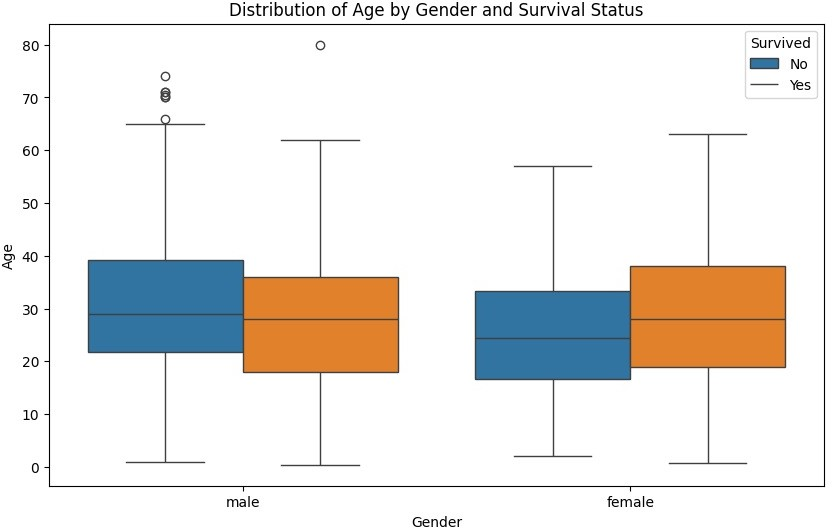 Distribution of Age by Gender and Survival Status
Survived
No
Yes
80
70
60
50
40
30
20
10
0
Age
male
female
Gender